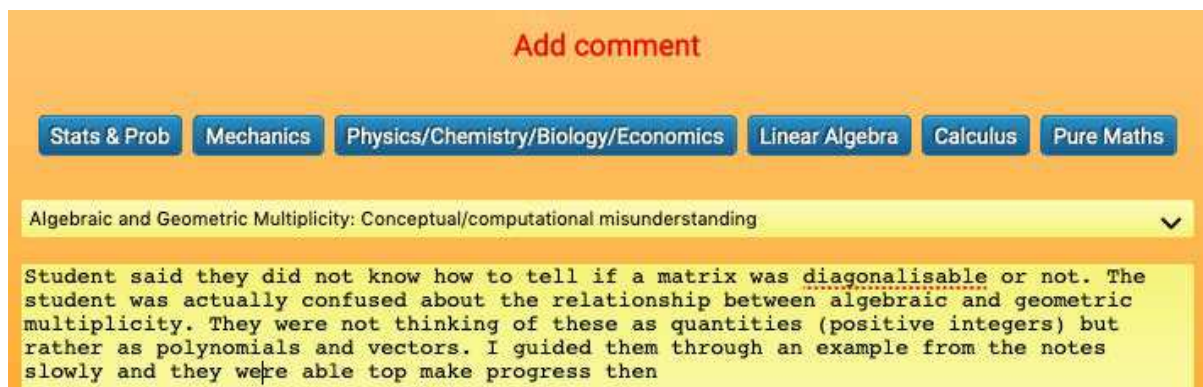 Add comment
Stats & Prob Mechanics Physics/Chemistry/Biology/Economics Linear Algebra Calculus Pure Maths
Algebraic and Geometric Multiplicity: Conceptual/computational misunderstanding
Student said they did not know how to tell if a matrix was diagonalisable or not. The
student was actually confused about the relationship between algebraic and geometric
multiplicity. They were not thinking of these as quantities (positive integers) but
rather as polynomials and vectors. I guided them through an example from the notes
slowly and they were able top make progress then